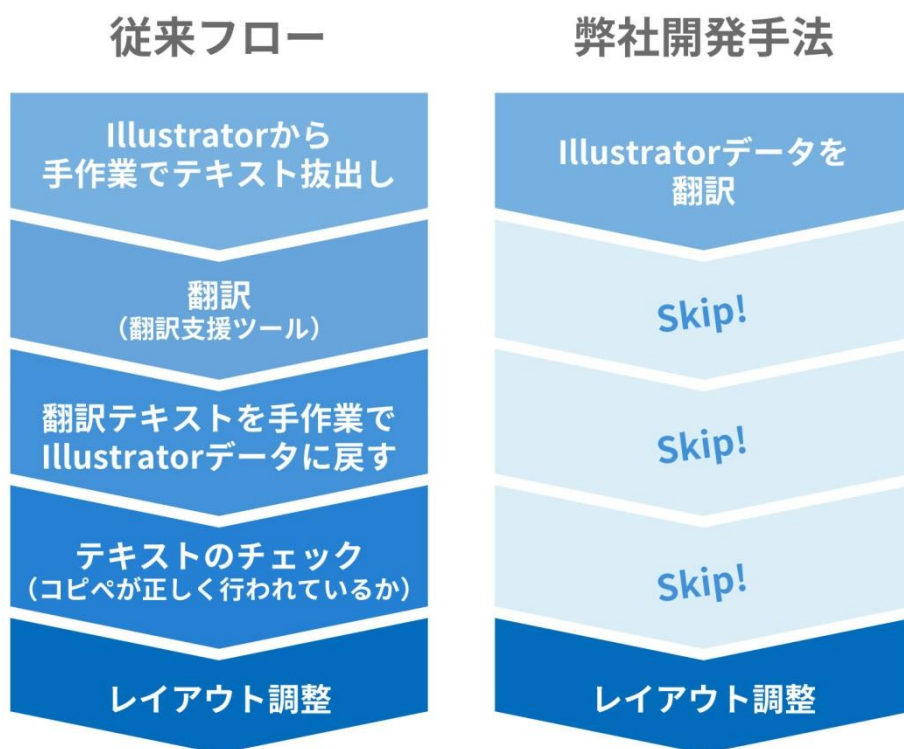 従来フロー
Illustratorから
手作業でテキスト抜出し
翻訳
（翻訳支援ツール）
翻訳テキストを手作業で
Illustratorデータに戻す
テキストのチェック
（コピペが正しく行われているか）
レイアウト調整
弊社開発手法
Illustratorデータを
翻訳
Skip!
Skip!
Skip!
レイアウト調整